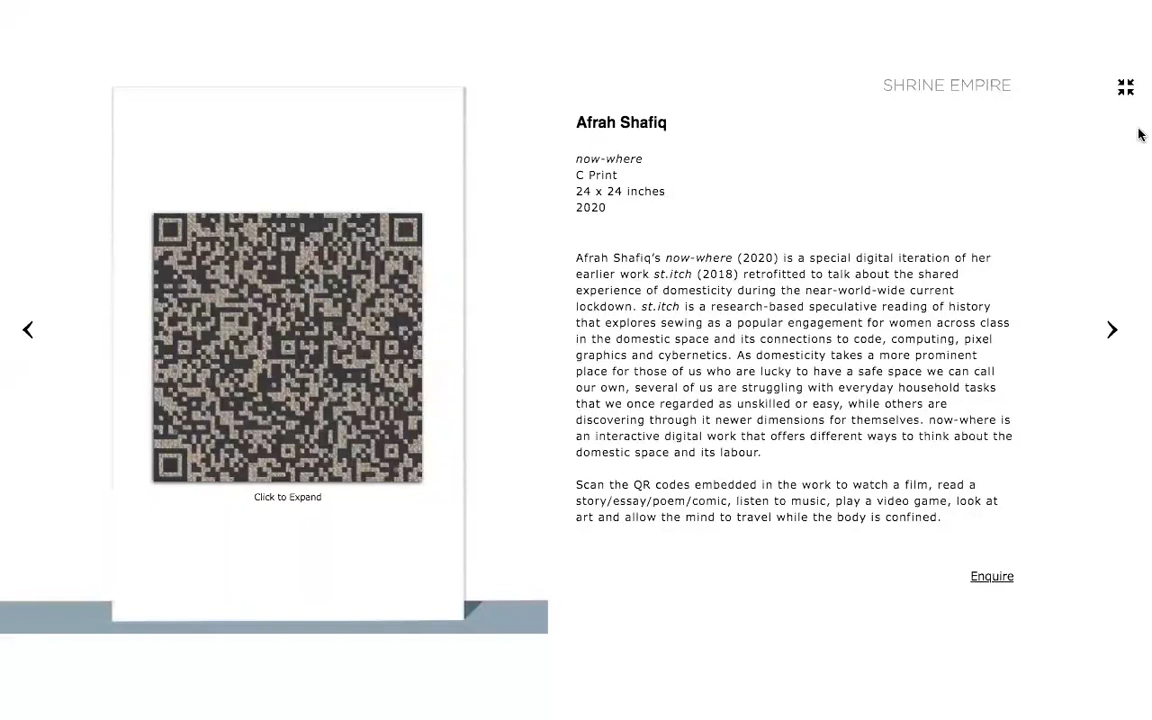 SHRINE EMPIRE
Afrah Shafiq
now-where
C Print
24 x 24 inches
2020
Afrah Shafiq's now-where (2020) is a special digital iteration of her
earlier work st.itch (2018) retrofitted to talk about the shared
experience of domesticity during the near-world-wide current
lockdown. st.itch is a research-based speculative reading of history
that explores sewing as a popular engagement for women across class
in the domestic space and its connections to code, computing, pixel
graphics and cybernetics. As domesticity takes a more prominent
place for those of us who are lucky to have a safe space we can call
our own, several of us are struggling with everyday household tasks
that we once regarded as unskilled or easy, while others are
discovering through it newer dimensions for themselves. now-where is
an interactive digital work that offers different ways to think about the
domestic space and its labour.
Scan the QR codes embedded in the work to watch a film, read a
story/essay/poem/comic, listen to music, play a video game, look at
art and allow the mind to travel while the body is confined.
Enquire
Click to Expand